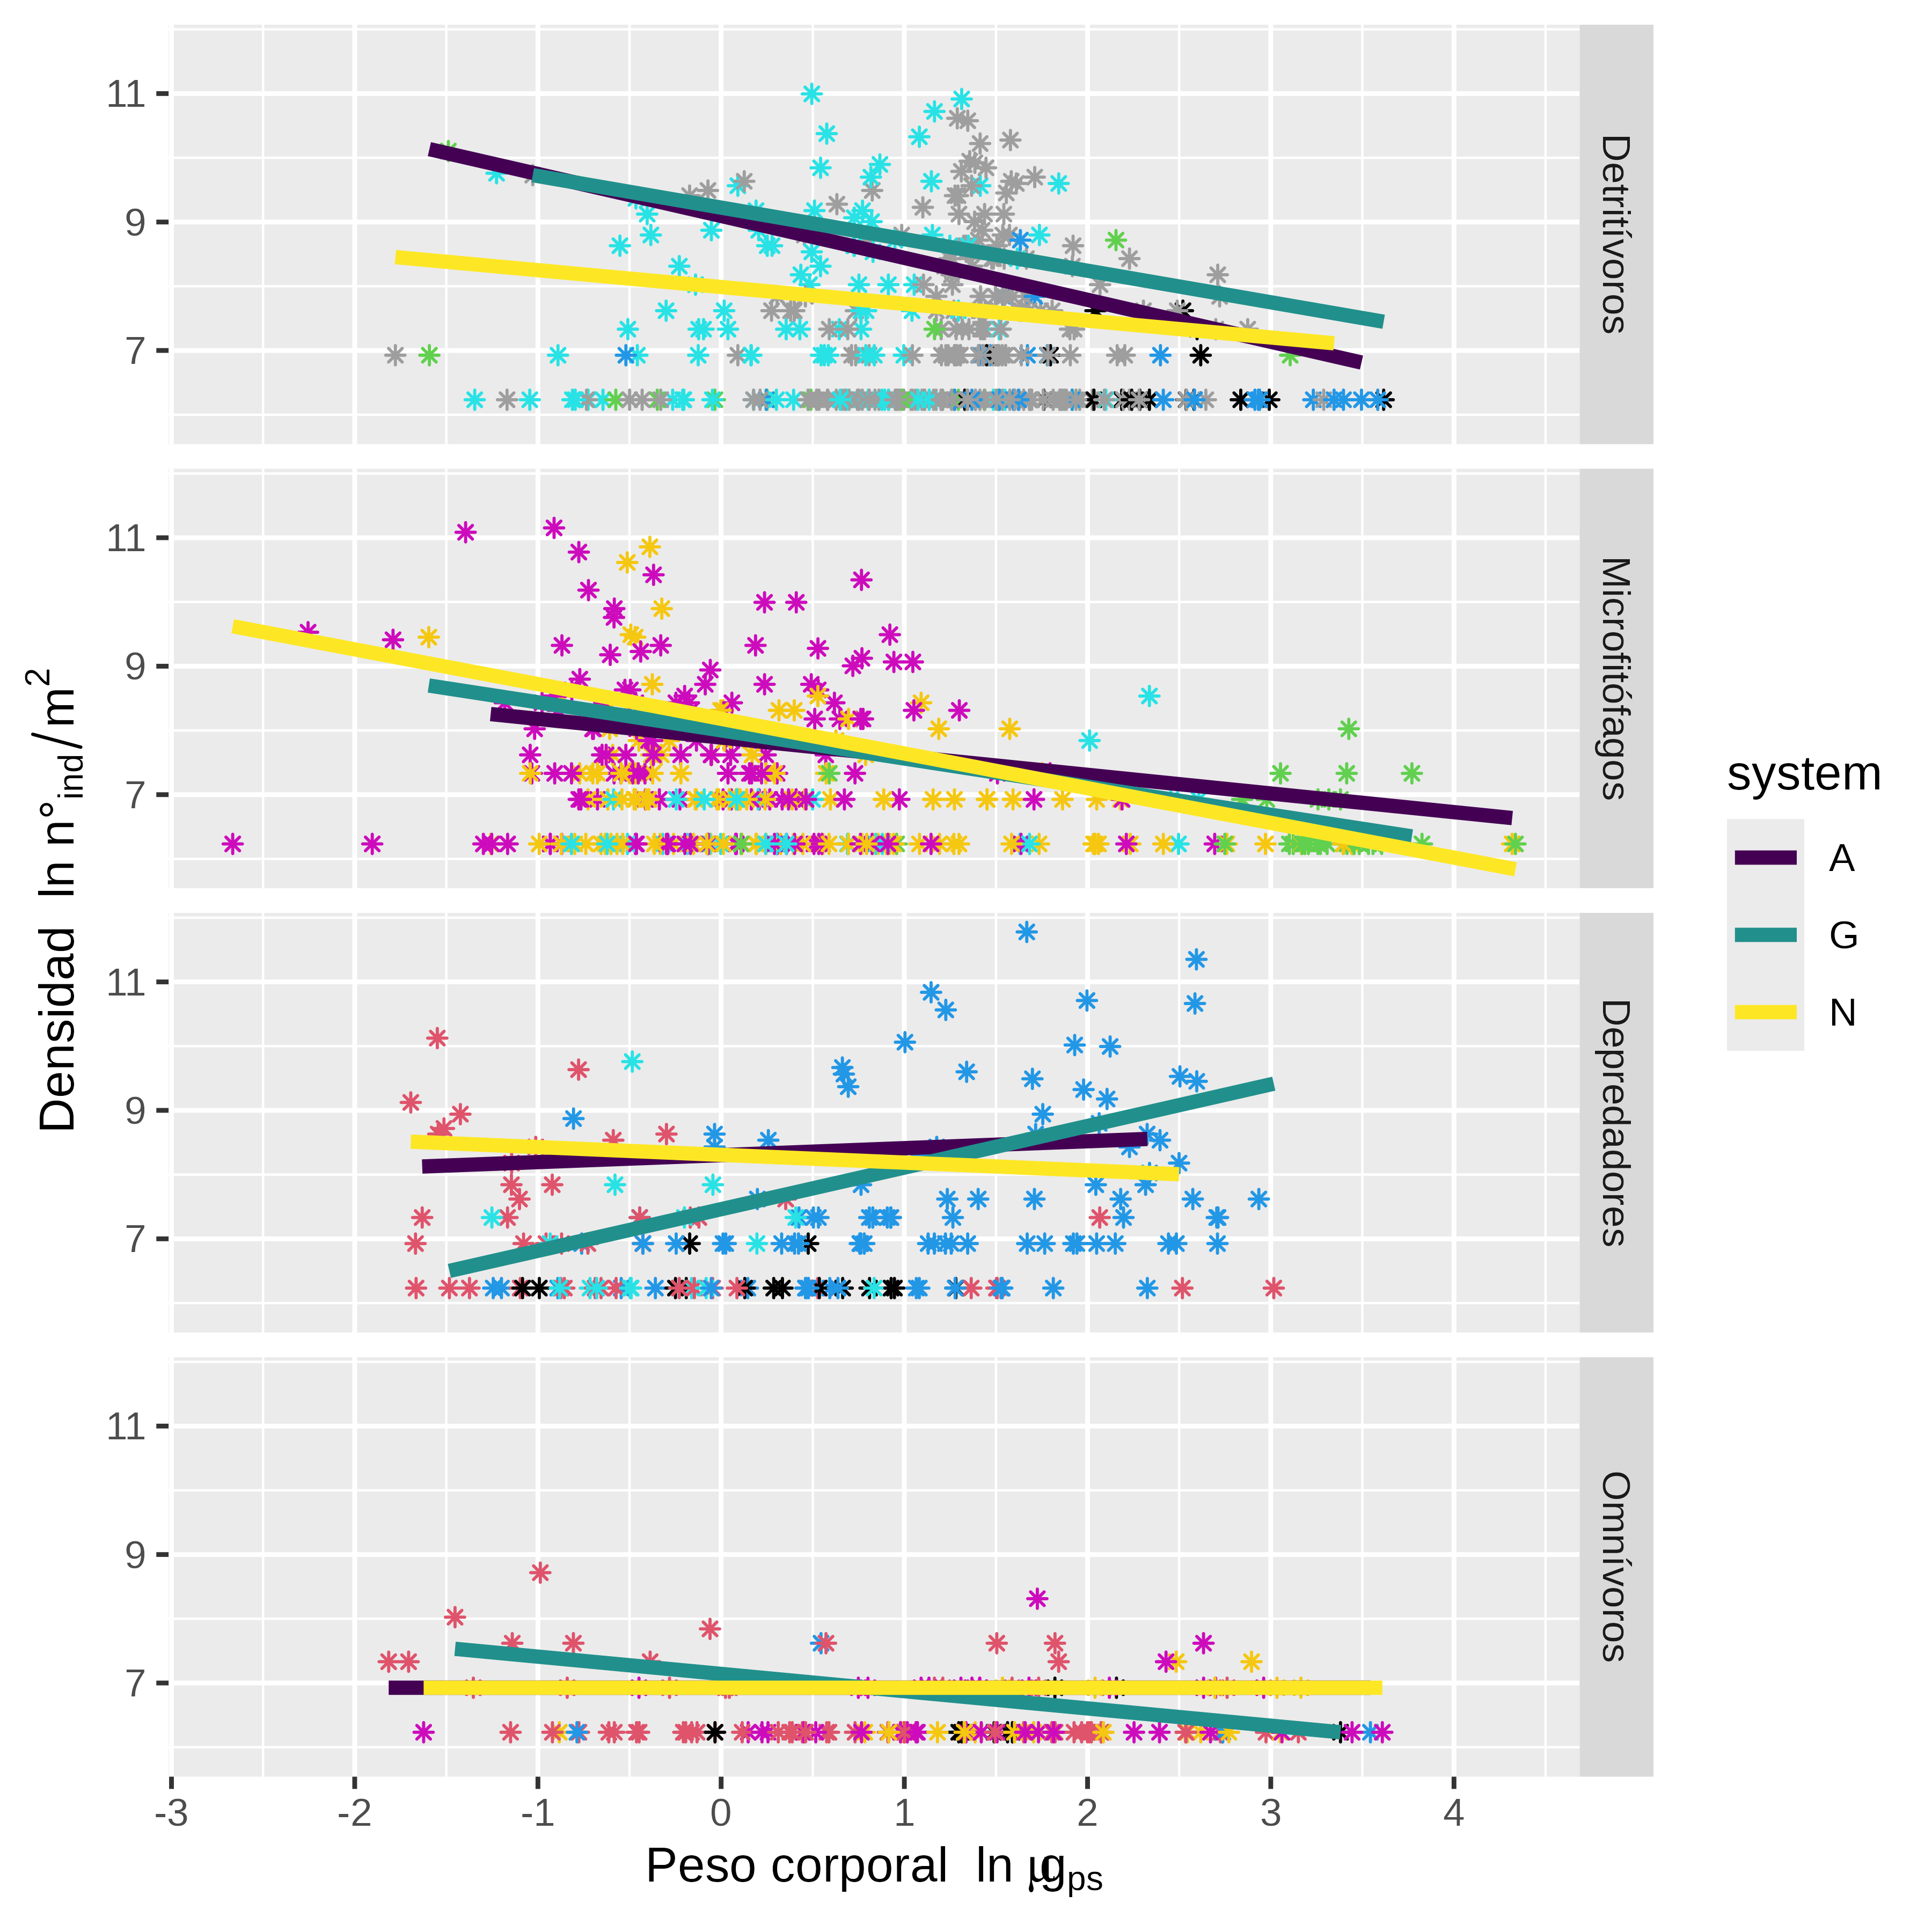 11
9
7
Detritívoros
11
9
7
Microfitófagos
11
9
7
Depredadores
11
9
7
Omnívoros
-3 -2 -1 0 1 2 3 4
Peso corporal ln µgps
Densidad ln n°ind/m2
system
A
G
N